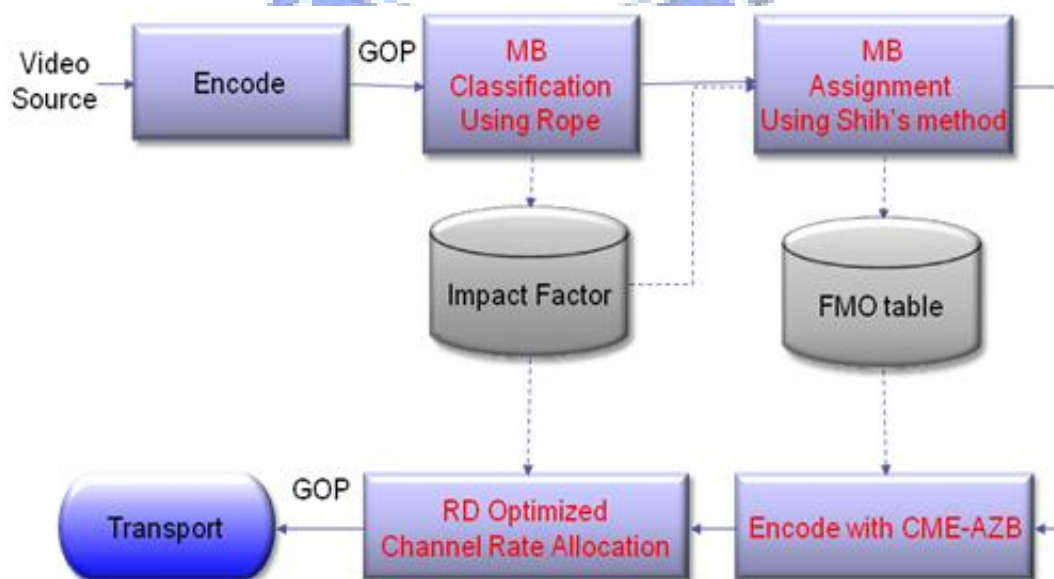 Video
Source
Encode
GOP
MB
Classification
Using Rope
MB
Assignment
Using Shih's method
Impact Factor
FMO table
Transport
GOP
RD Optimized
Channel Rate Allocation
Encode with CME-AZB